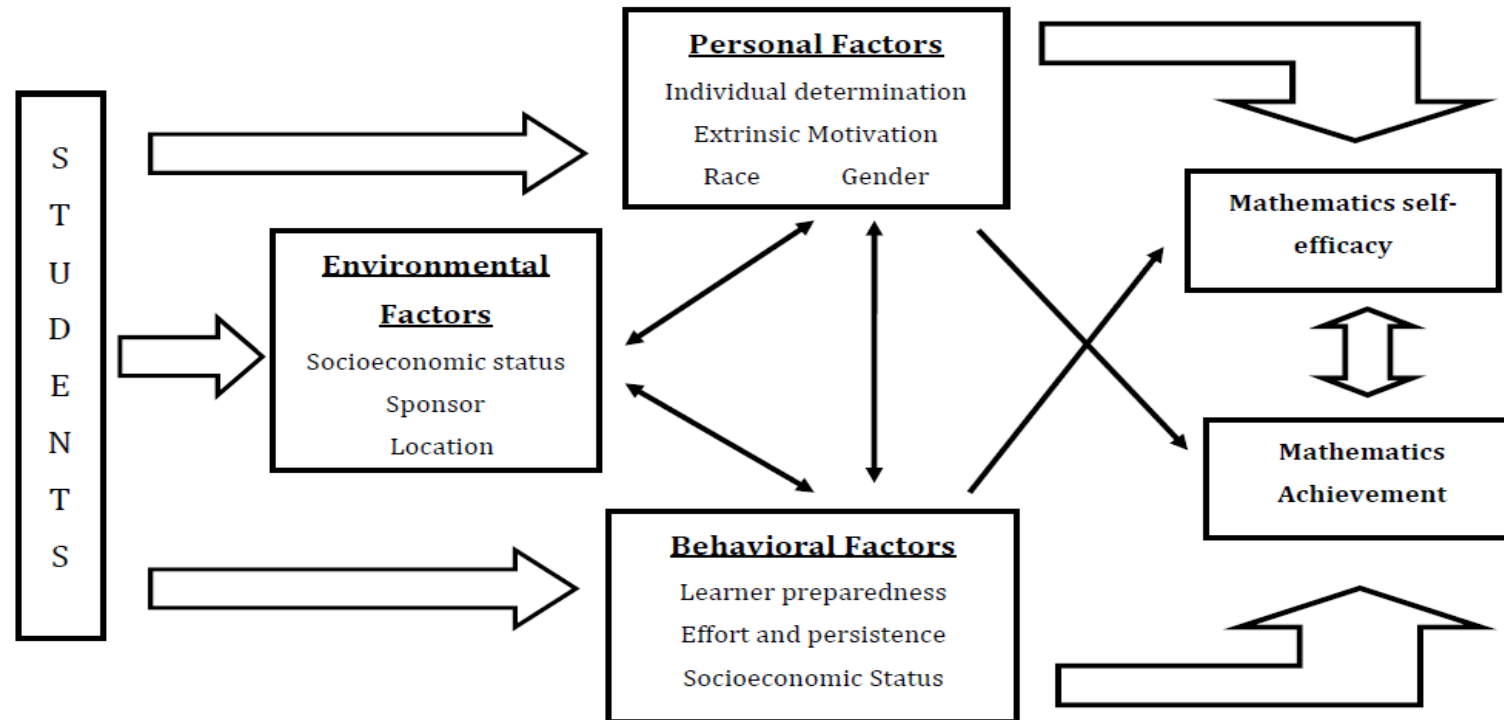 S
T
U
D
E
N
T
S
Personal Factors
Individual determination
Extrinsic Motivation
Race Gender
Environmental
Factors
Socioeconomic status
Sponsor
Location
Behavioral Factors
Learner preparedness
Effort and persistence
Socioeconomic Status
Mathematics self-
efficacy
Mathematics
Achievement